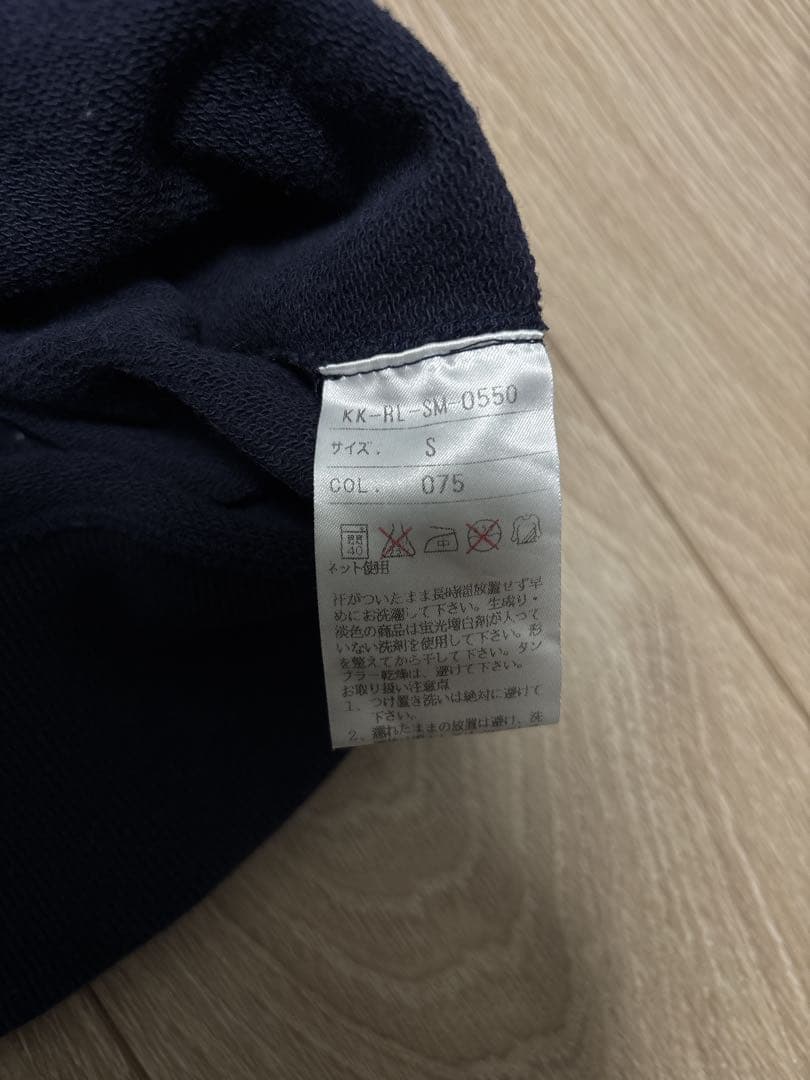 KK-RL-SM-0550
サイズ. S
COL. 075
弱 40 中
ネット使用
汗がついたまま長時間放置せず早
めにお洗濯して下さい。生成り・
淡色の商品は蛍光増白剤が入って
いない洗剤を使用して下さい。形
を整えてから干して下さい。タン
ブラー乾燥は、避けて下さい。
お取り扱い注意点
1、つけ置き洗いは絶対に避けて
下さい。
2、濡れたままの放置は避け、洗